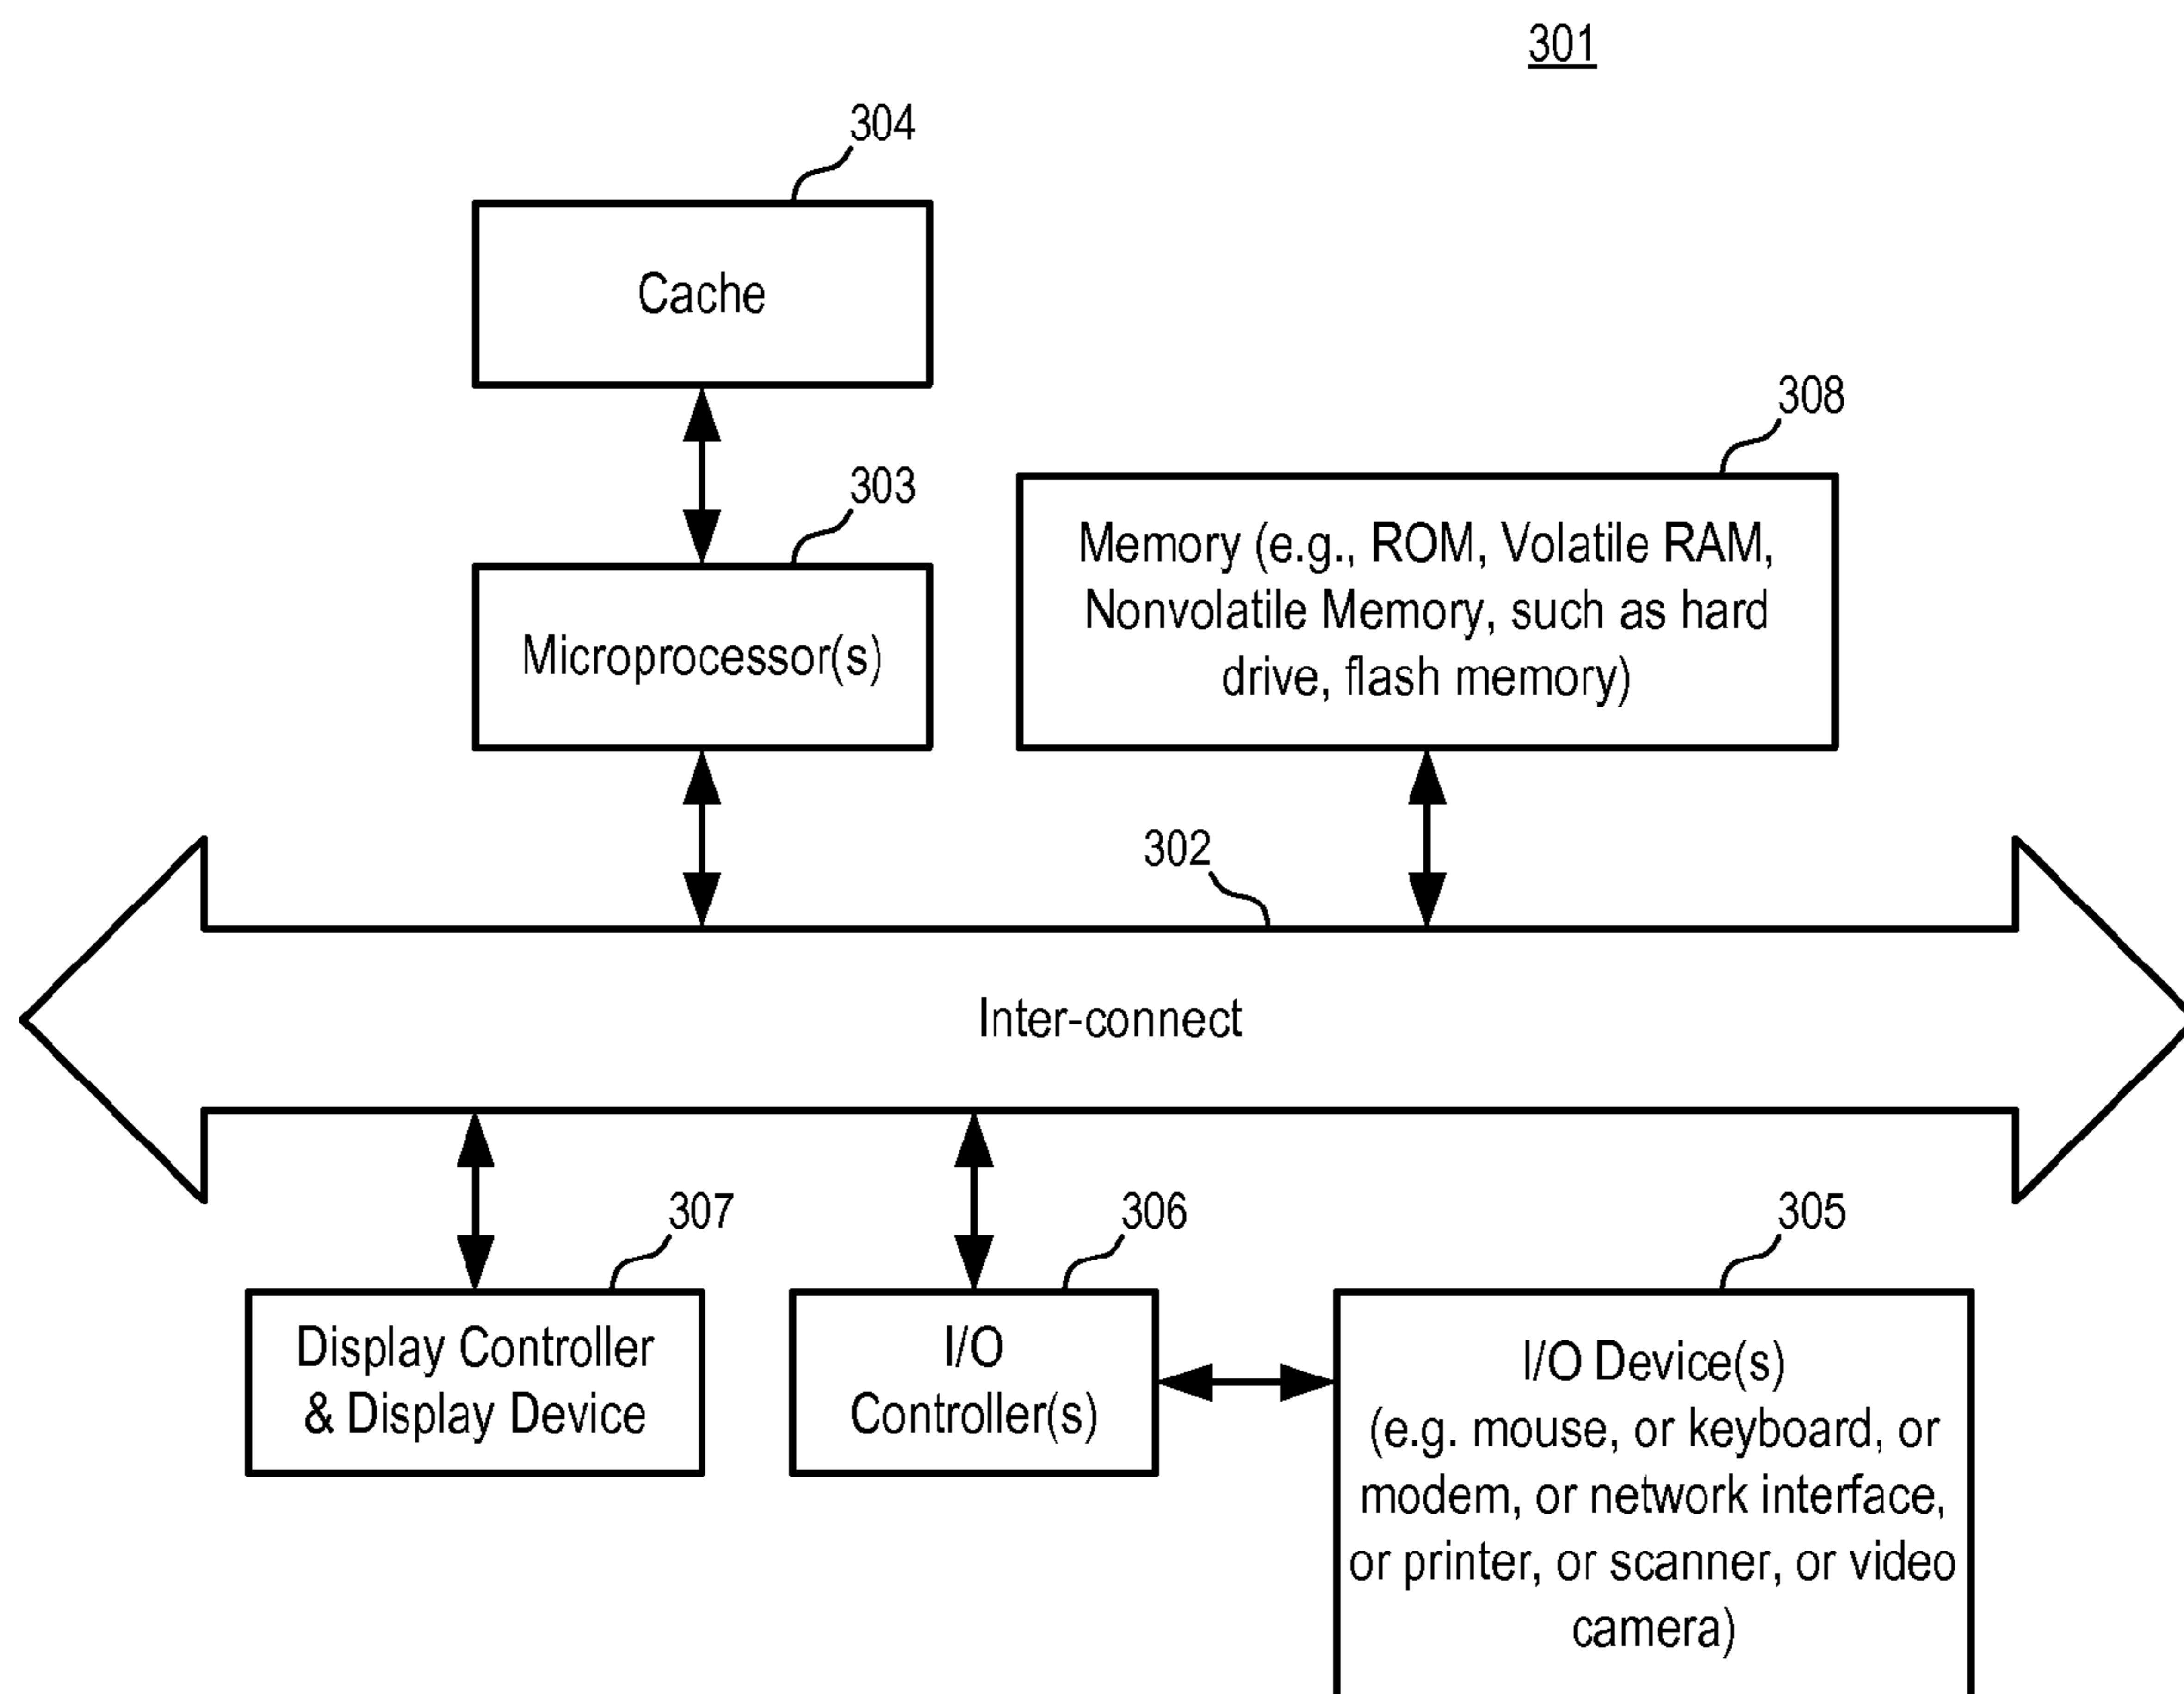 301
304
Cache
308
303
Memory (e.g., ROM, Volatile RAM,
Nonvolatile Memory, such as hard
drive, flash memory)
Microprocessor(s)
302
Inter-connect
307
306
305
Display Controller
& Display Device
I/O
Controller(s)
I/O Device(s)
(e.g. mouse, or keyboard, or
modem, or network interface,
or printer, or scanner, or video
camera)